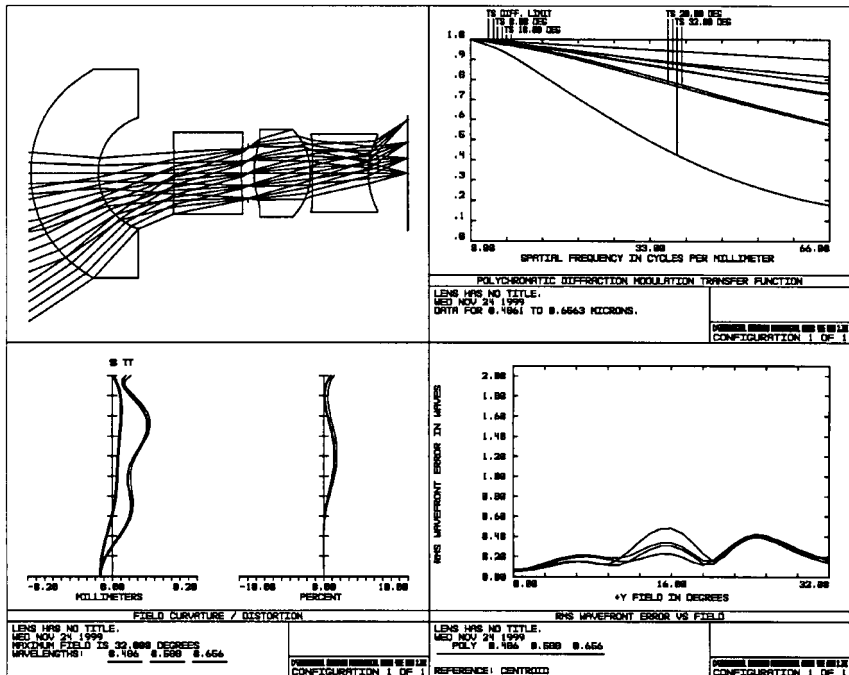 TS DIFF. LIMIT
TS 0.00 DEG
TS 10.00 DEG
TS 20.00 DEG
TS 32.00 DEG
1.0
.9
.8
.7
.6
.5
.4
.3
.2
.1
.0
0.00 33.00 66.00
SPATIAL FREQUENCY IN CYCLES PER MILLIMETER
POLYCHROMATIC DIFFRACTION MODULATION TRANSFER FUNCTION
LENS HAS NO TITLE.
WED NOV 24 1999
DATA FOR 0.4861 TO 0.6563 MICRONS.
CONFIGURATION 1 OF 1
-0.20 0.00 0.20
MILLIMETERS
-10.00 0.00 10.00
PERCENT
FIELD CURVATURE / DISTORTION
LENS HAS NO TITLE.
WED NOV 24 1999
MAXIMUM FIELD IS 32.000 DEGREES
WAVELENGTHS: 0.486 0.588 0.656
CONFIGURATION 1 OF 1
RMS WAVEFRONT ERROR IN WAVES
2.00
1.80
1.60
1.40
1.20
1.00
0.80
0.60
0.40
0.20
0.00
0.00 16.00 32.00
+Y FIELD IN DEGREES
RMS WAVEFRONT ERROR VS FIELD
LENS HAS NO TITLE.
WED NOV 24 1999
POLY 0.486 0.588 0.656
REFERENCE: CENTROID
CONFIGURATION 1 OF 1